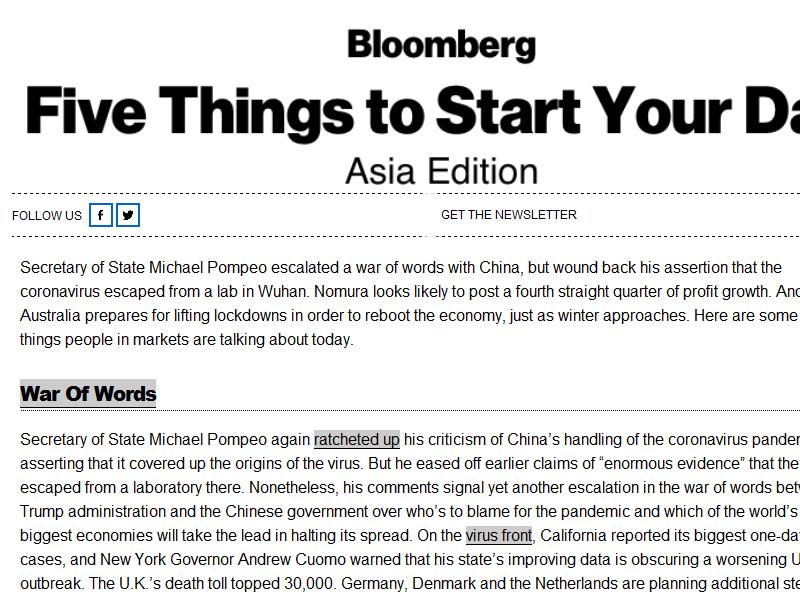 Bloomberg
Five Things to Start Your Da
Asia Edition
FOLLOW US
GET THE NEWSLETTER
Secretary of State Michael Pompeo escalated a war of words with China, but wound back his assertion that the
coronavirus escaped from a lab in Wuhan. Nomura looks likely to post a fourth straight quarter of profit growth. And
Australia prepares for lifting lockdowns in order to reboot the economy, just as winter approaches. Here are some
things people in markets are talking about today.
War Of Words
Secretary of State Michael Pompeo again ratcheted up his criticism of China’s handling of the coronavirus pander
asserting that it covered up the origins of the virus. But he eased off earlier claims of “enormous evidence” that the
escaped from a laboratory there. Nonetheless, his comments signal yet another escalation in the war of words bet
Trump administration and the Chinese government over who’s to blame for the pandemic and which of the world’s
biggest economies will take the lead in halting its spread. On the virus front, California reported its biggest one-da
cases, and New York Governor Andrew Cuomo warned that his state’s improving data is obscuring a worsening U
outbreak. The U.K.’s death toll topped 30,000. Germany, Denmark and the Netherlands are planning additional ste